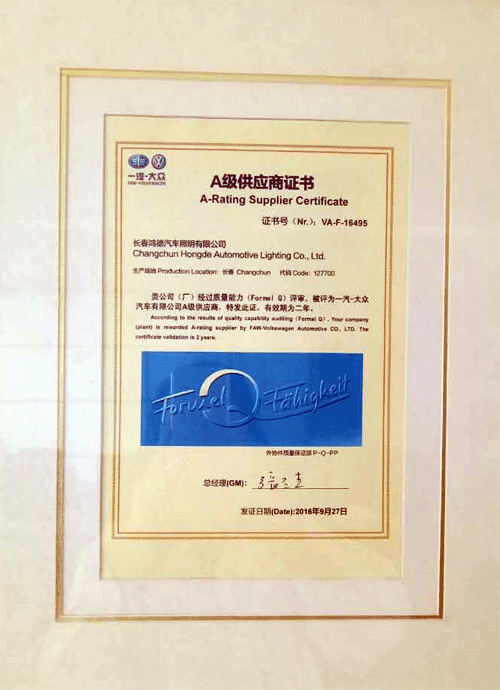 一汽-大众
FAW-VOLKSWAGEN
A级供应商证书
A-Rating Supplier Certificate
证书号（Nr.）：VA-F-16495
长春鸿德汽车照明有限公司
Changchun Hongde Automotive Lighting Co., Ltd.
生产场地 Production Location：长春 Changchun 代码 Code：127700
贵公司（厂）经过质量能力（Formel Q）评审，被评为一汽-大众
汽车有限公司A级供应商，特发此证，有效期为二年。
According to the results of quality capability auditing (Formel Q), Your company
(plant) is rewarded A-rating supplier by FAW-Volkswagen Automotive CO., LTD. The
certificate validation is 2 years.
Formel Q Fähigkeit
外协件质量保证部 P-Q-PP
总经理(GM)：
发证日期(Date):2016年9月27日